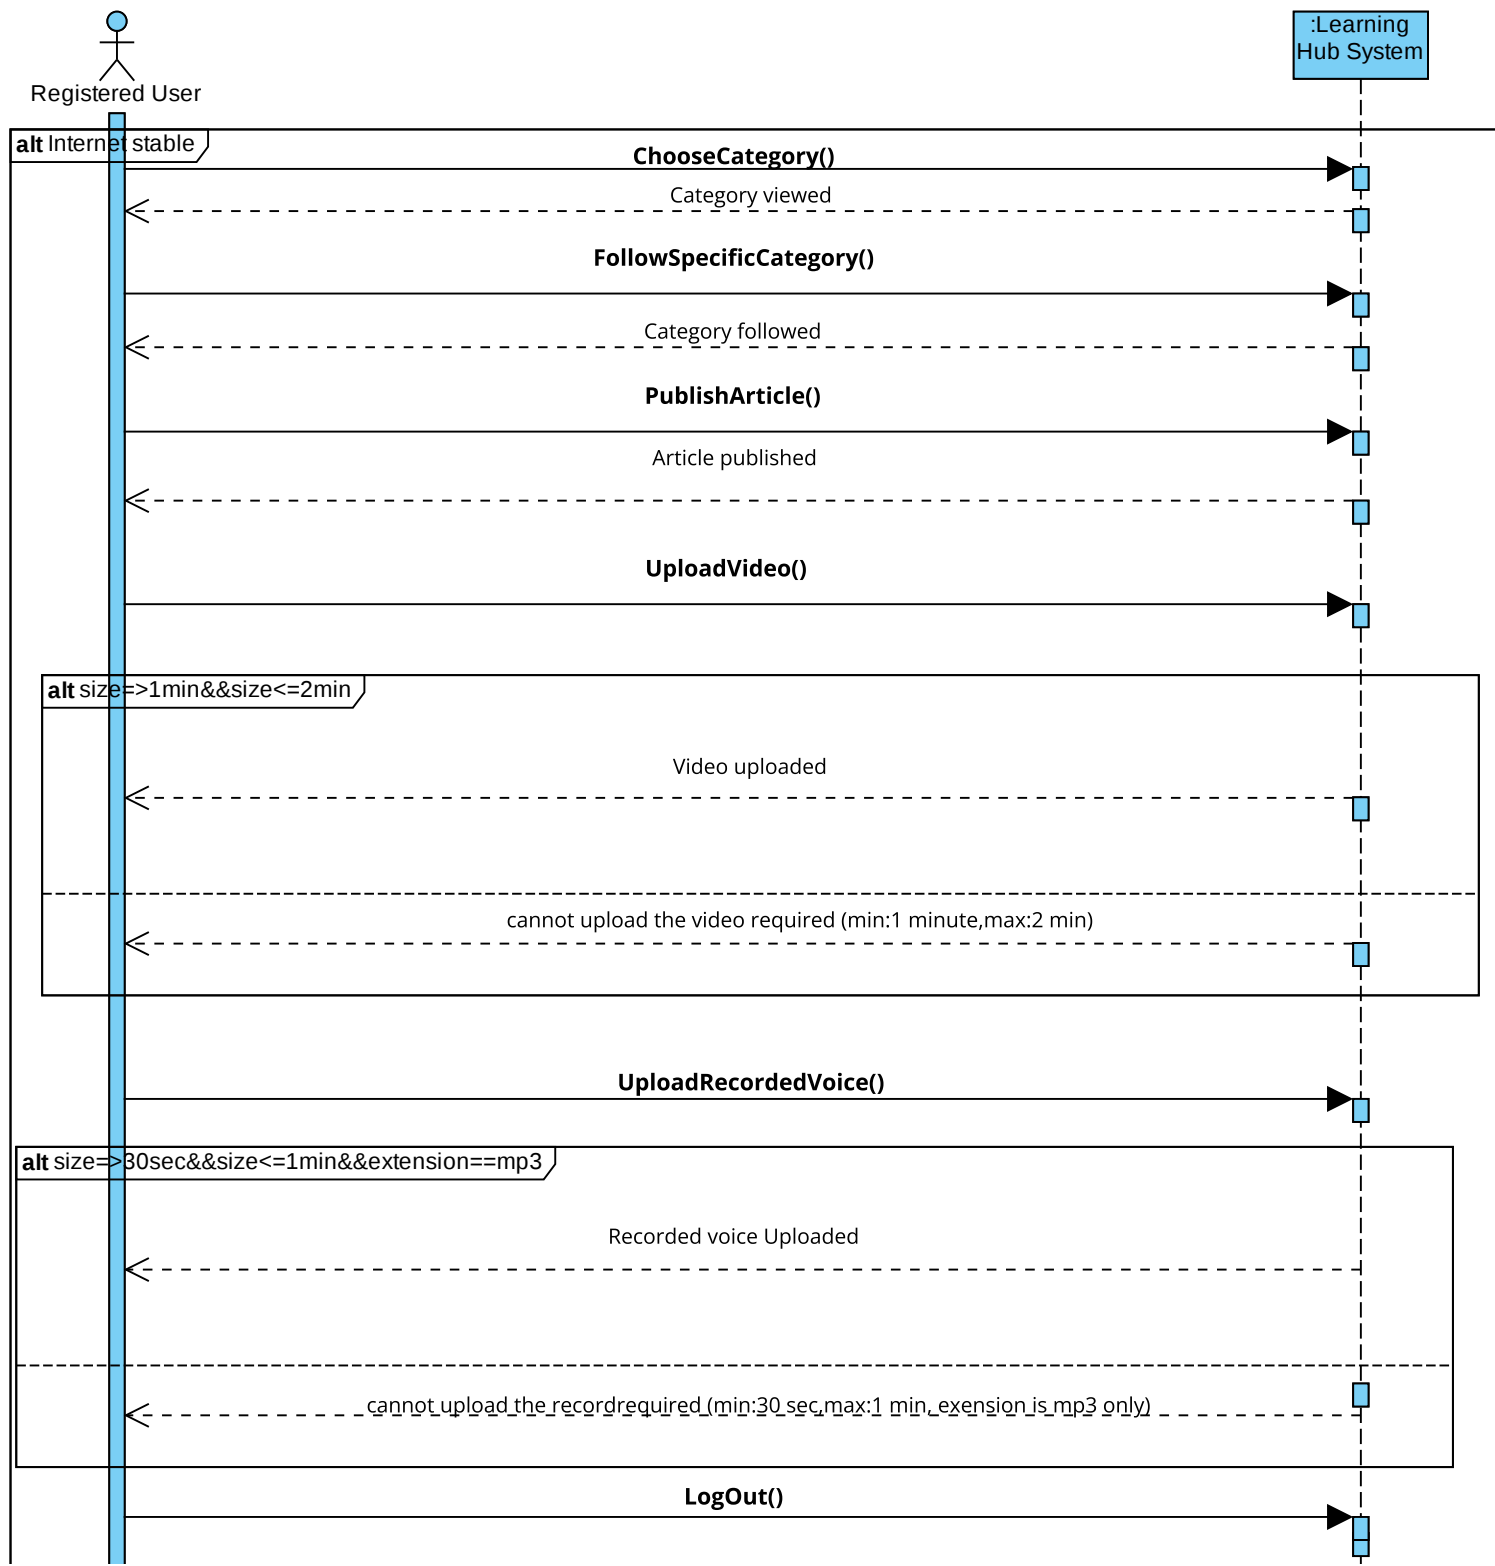 :Learning
Hub System
Registered User
alt Internet stable
ChooseCategory()
Category viewed
FollowSpecificCategory()
Category followed
PublishArticle()
Article published
UploadVideo()
alt size=>1min&&size<=2min
Video uploaded
cannot upload the video required (min:1 minute,max:2 min)
UploadRecordedVoice()
alt size=>30sec&&size<=1min&&extension==mp3
Recorded voice Uploaded
cannot upload the recordrequired (min:30 sec,max:1 min, exension is mp3 only)
LogOut()